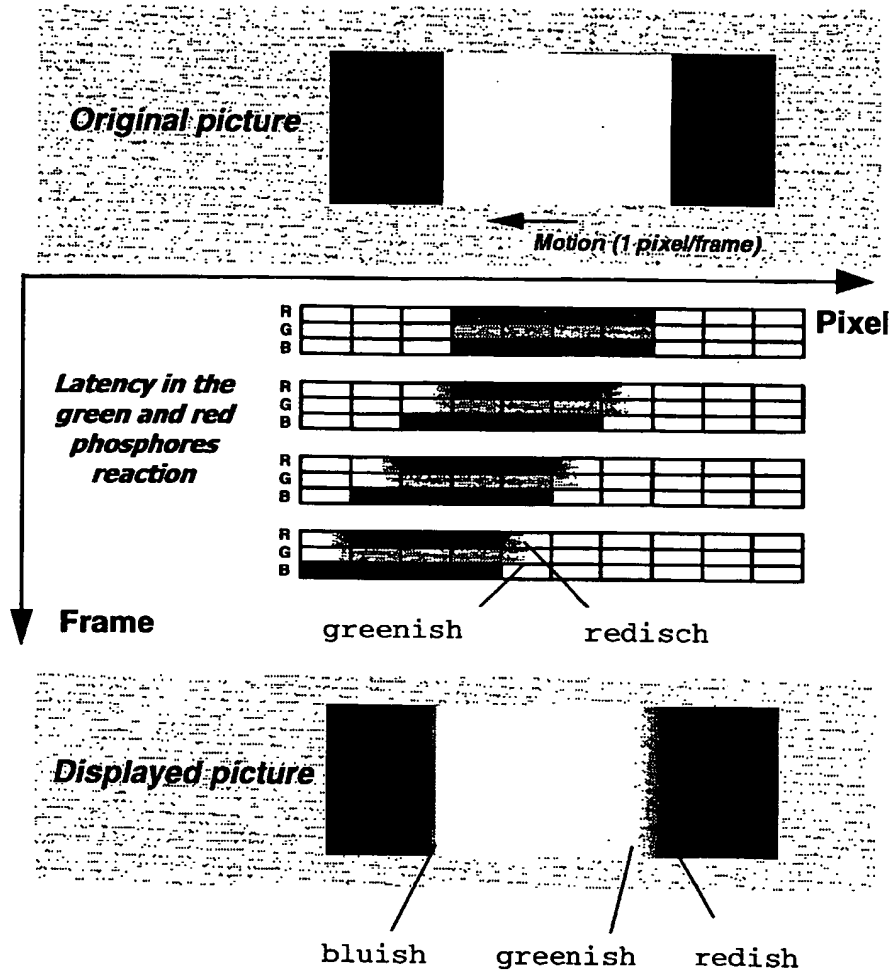 Original picture
Motion (1 pixel/frame)
Pixel
R
G
B
Latency in the
green and red
phosphores
reaction
R
G
B
R
G
B
R
G
B
Frame
greenish redisch
Displayed picture
bluish greenish redish